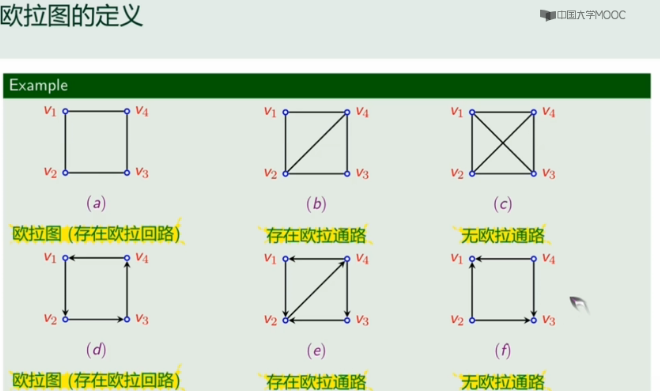 欧拉图的定义
中国大学MOOC
Example
v1 v4 v1 v4 v1 v4
v2 v3 v2 v3 v2 v3
(a) (b) (c)
欧拉图 (存在欧拉回路) 存在欧拉通路 无欧拉通路
v1 v4 v1 v4 v1 v4
v2 v3 v2 v3 v2 v3
(d) (e) (f)
欧拉图 (存在欧拉回路) 存在欧拉通路 无欧拉通路